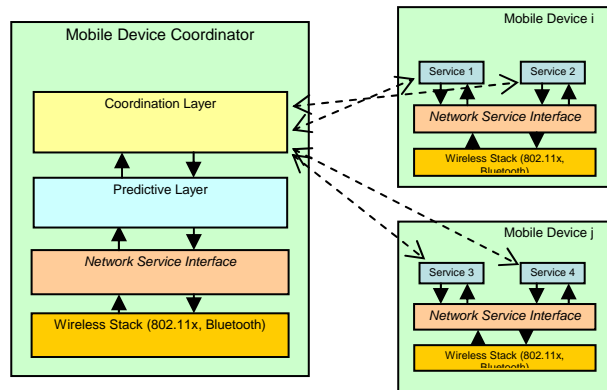 Mobile Device Coordinator
Coordination Layer
Predictive Layer
Network Service Interface
Wireless Stack (802.11x, Bluetooth)
Mobile Device i
Service 1
Service 2
Network Service Interface
Wireless Stack (802.11x,
Bluetooth)
Mobile Device j
Service 3
Service 4
Network Service Interface
Wireless Stack (802.11x,
Bluetooth)